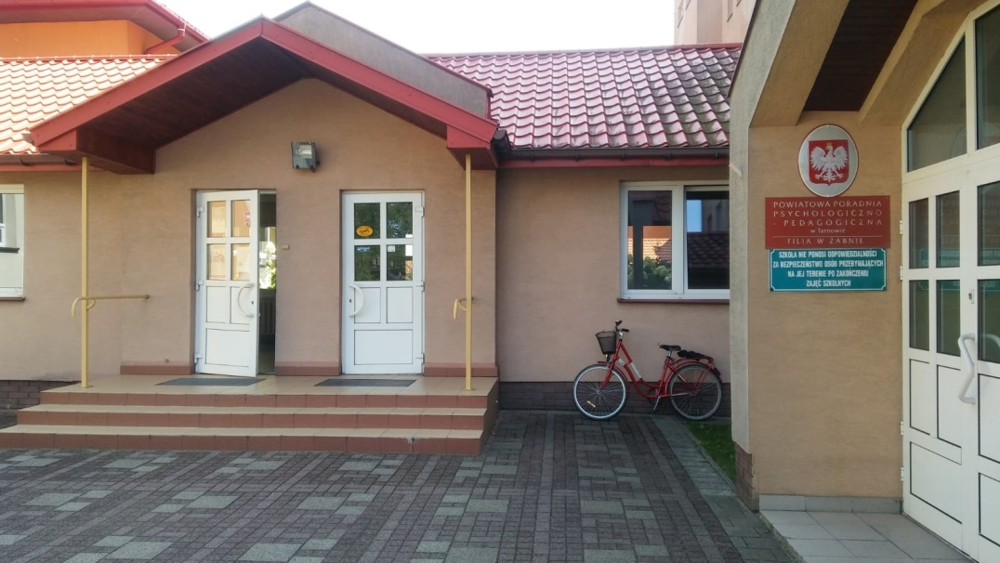 POWIATOWA PORADNIA
PSYCHOLOGICZNO
- PEDAGOGICZNA
w Tarnowie
FILIA W ŻABNIE
SZKOŁA NIE PONOSI ODPOWIEDZIALNOŚCI
ZA BEZPIECZEŃSTWO OSÓB PRZEBYWAJĄCYCH
NA JEJ TERENIE PO ZAKOŃCZENIU
ZAJĘĆ SZKOLNYCH